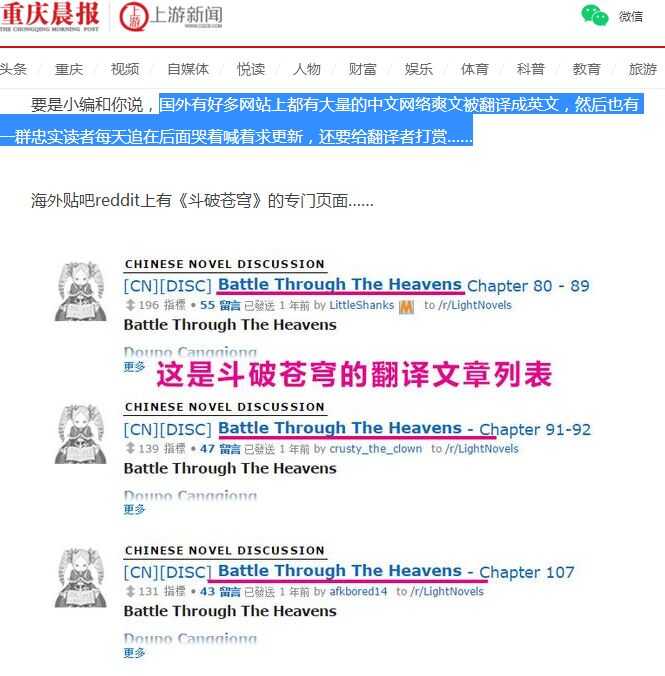 重庆晨报 上游新闻 微信
THE CHONGQING MORNING POST WWW.CQCB.COM
头条 重庆 视频 自媒体 悦读 人物 财富 娱乐 体育 科普 教育 旅游
要是小编和你说，国外有好多网站上都有大量的中文网络爽文被翻译成英文，然后也有
一群忠实读者每天追在后面哭着喊着求更新，还要给翻译者打赏......
海外贴吧reddit上有《斗破苍穹》的专门页面......
CHINESE NOVEL DISCUSSION
[CN][DISC] Battle Through The Heavens Chapter 80 - 89
196 指標 • 55 留言 已發送 1 年前 by LittleShanks M to /r/LightNovels
Battle Through The Heavens
Doupo Cangqiong
更多
这是斗破苍穹的翻译文章列表
CHINESE NOVEL DISCUSSION
[CN][DISC] Battle Through The Heavens - Chapter 91-92
139 指標 • 47 留言 已發送 1 年前 by crusty_the_clown to /r/LightNovels
Battle Through The Heavens
Doupo Cangqiong
更多
CHINESE NOVEL DISCUSSION
[CN][DISC] Battle Through The Heavens - Chapter 107
131 指標 • 43 留言 已發送 1 年前 by afkbored14 to /r/LightNovels
Battle Through The Heavens
Doupo Cangqiong
更多